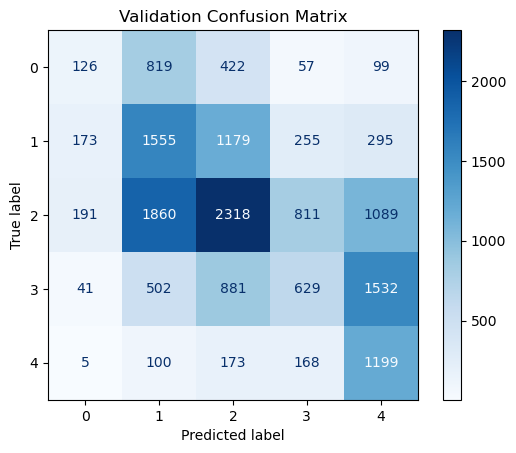 Validation Confusion Matrix
0 126 819 422 57 99
1 173 1555 1179 255 295
2 191 1860 2318 811 1089
3 41 502 881 629 1532
4 5 100 173 168 1199
0 1 2 3 4
Predicted label
True label
2000
1500
1000
500